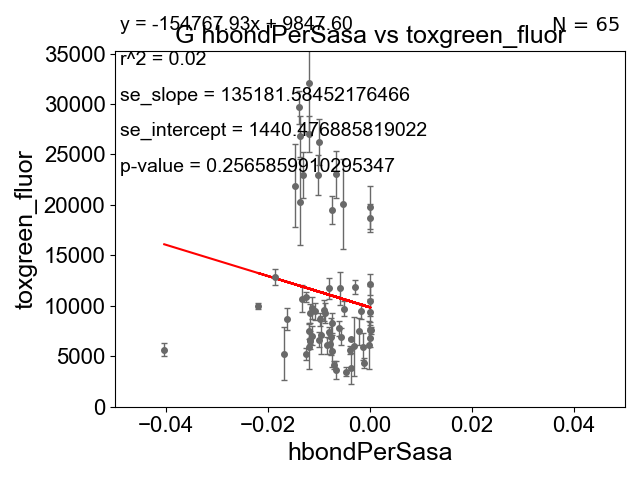 y = -154767.93x + 9847.60
N = 65
G hbondPerSasa vs toxgreen_fluor
r^2 = 0.02
se_slope = 135181.58452176466
se_intercept = 1440.476885819022
p-value = 0.2565859910295347
35000
30000
25000
20000
15000
10000
5000
0
toxgreen_fluor
−0.04
−0.02
0.00
0.02
0.04
hbondPerSasa